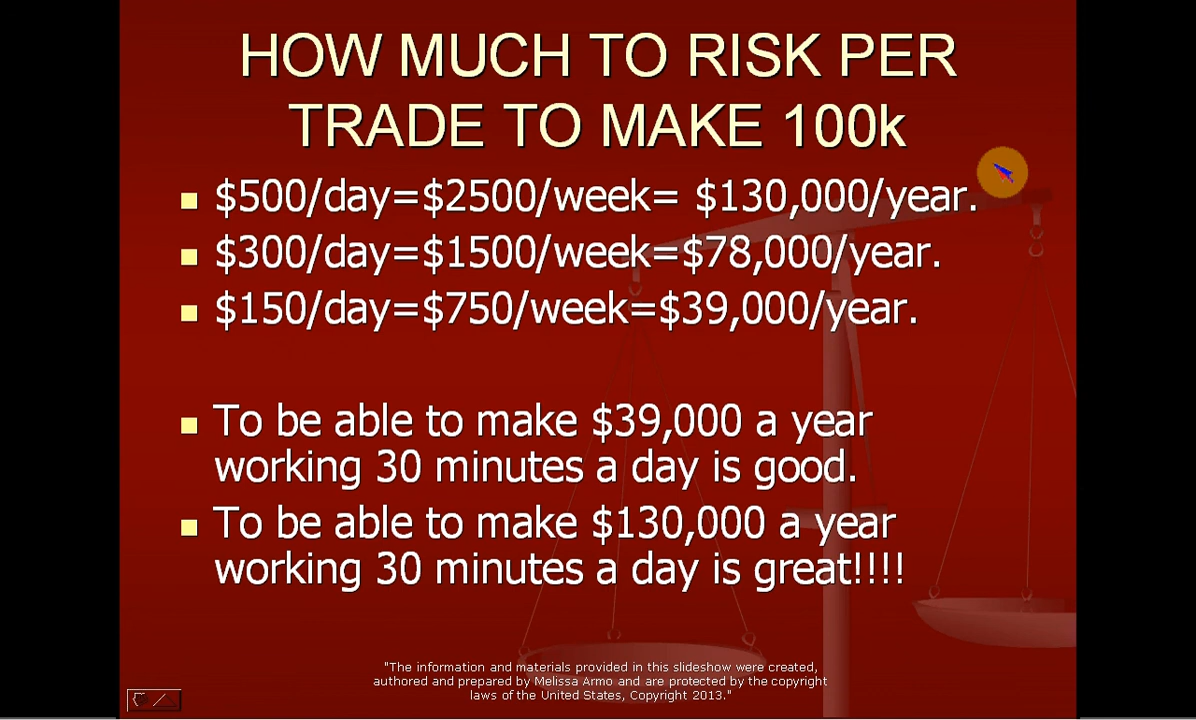 HOW MUCH TO RISK PER
TRADE TO MAKE 100k
$500/day=$2500/week= $130,000/year.
$300/day=$1500/week=$78,000/year.
$150/day=$750/week=$39,000/year.
To be able to make $39,000 a year
working 30 minutes a day is good.
To be able to make $130,000 a year
working 30 minutes a day is great!!!!
"The information and materials provided in this slideshow were created,
authored and prepared by Melissa Armo and are protected by the copyright
laws of the United States, Copyright 2013."